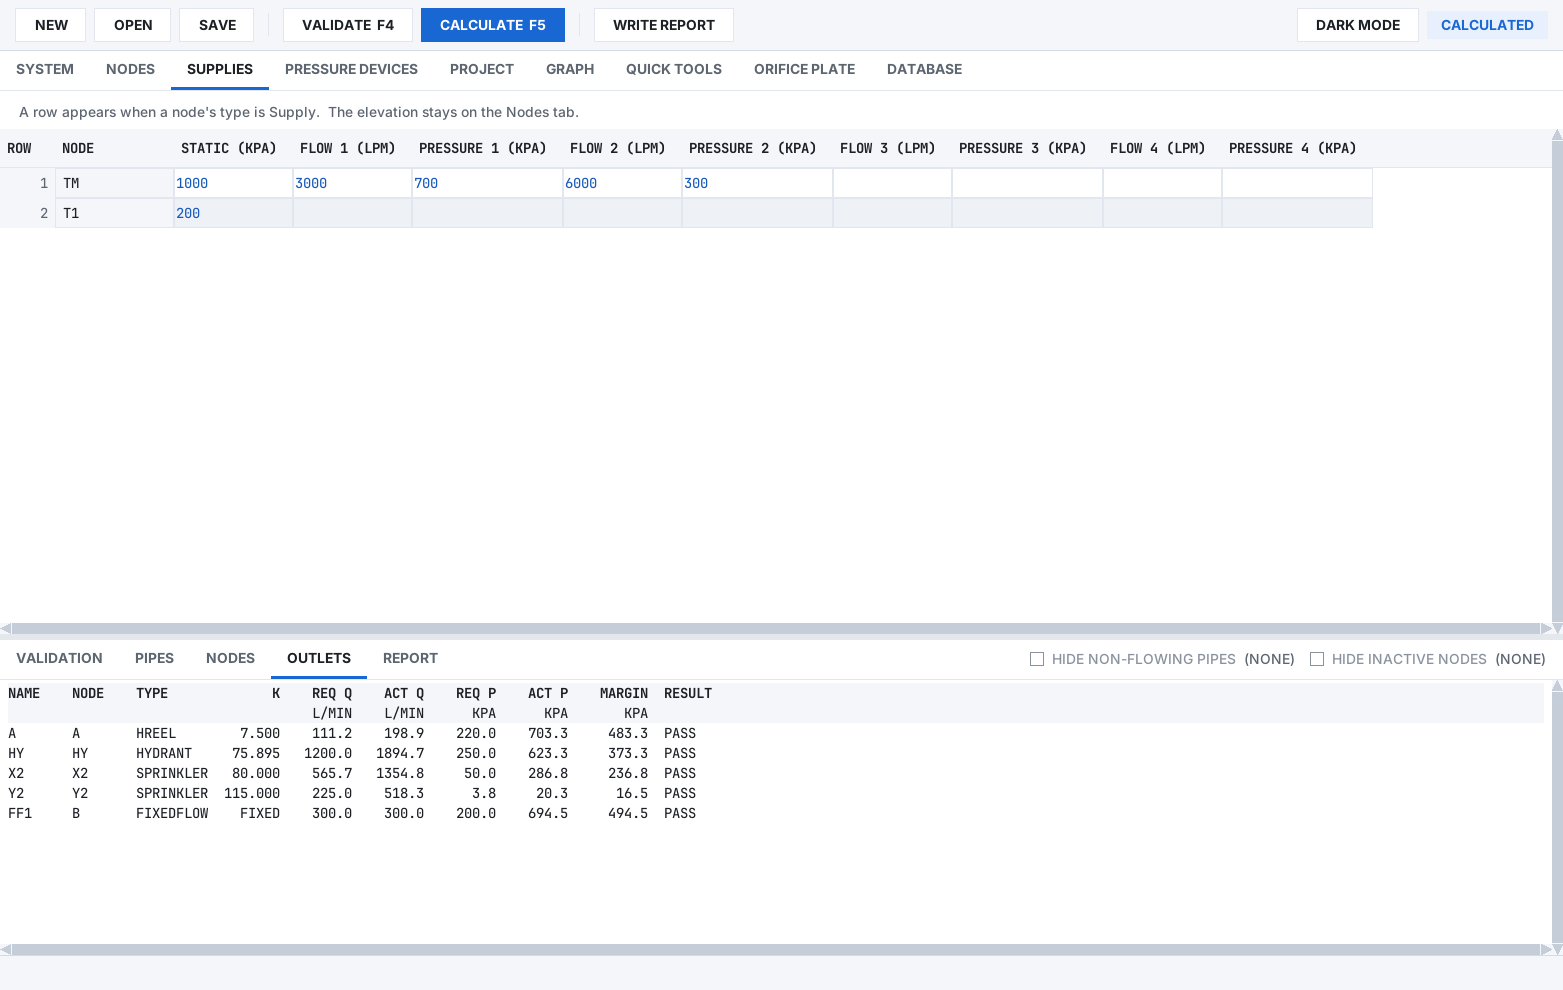 NEW OPEN SAVE VALIDATE F4 CALCULATE F5 WRITE REPORT DARK MODE CALCULATED
SYSTEM NODES SUPPLIES PRESSURE DEVICES PROJECT GRAPH QUICK TOOLS ORIFICE PLATE DATABASE
A row appears when a node's type is Supply. The elevation stays on the Nodes tab.
ROW NODE STATIC (KPA) FLOW 1 (LPM) PRESSURE 1 (KPA) FLOW 2 (LPM) PRESSURE 2 (KPA) FLOW 3 (LPM) PRESSURE 3 (KPA) FLOW 4 (LPM) PRESSURE 4 (KPA)
1 TM 1000 3000 700 6000 300
2 T1 200
VALIDATION PIPES NODES OUTLETS REPORT HIDE NON-FLOWING PIPES (NONE) HIDE INACTIVE NODES (NONE)
NAME NODE TYPE K REQ Q ACT Q REQ P ACT P MARGIN RESULT
L/MIN L/MIN KPA KPA KPA
A A HREEL 7.500 111.2 198.9 220.0 703.3 483.3 PASS
HY HY HYDRANT 75.895 1200.0 1894.7 250.0 623.3 373.3 PASS
X2 X2 SPRINKLER 80.000 565.7 1354.8 50.0 286.8 236.8 PASS
Y2 Y2 SPRINKLER 115.000 225.0 518.3 3.8 20.3 16.5 PASS
FF1 B FIXEDFLOW FIXED 300.0 300.0 200.0 694.5 494.5 PASS